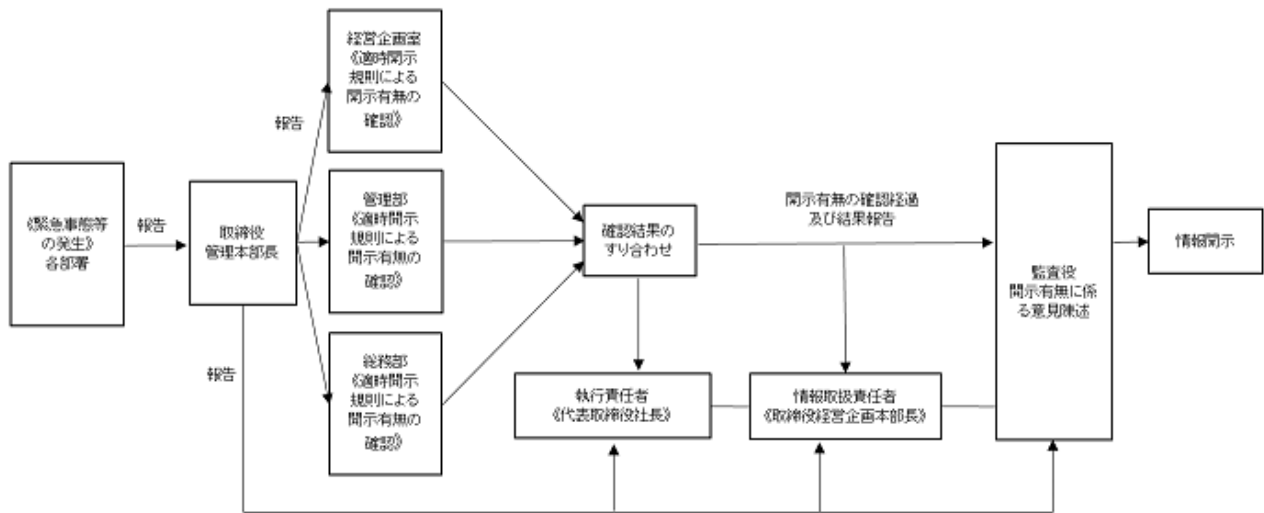 経営企画室
《適時開示
規則による
開示有無の
確認》
報告
《緊急事態等
の発生》
各部署
報告
取締役
管理本部長
管理部
《適時開示
規則による
開示有無の
確認》
確認結果の
すり合わせ
開示有無の確認経過
及び結果報告
監査役
開示有無に係
る意見陳述
情報開示
報告
総務部
《適時開示
規則による
開示有無の
確認》
執行責任者
《代表取締役社長》
情報取扱責任者
《取締役経営企画本部長》